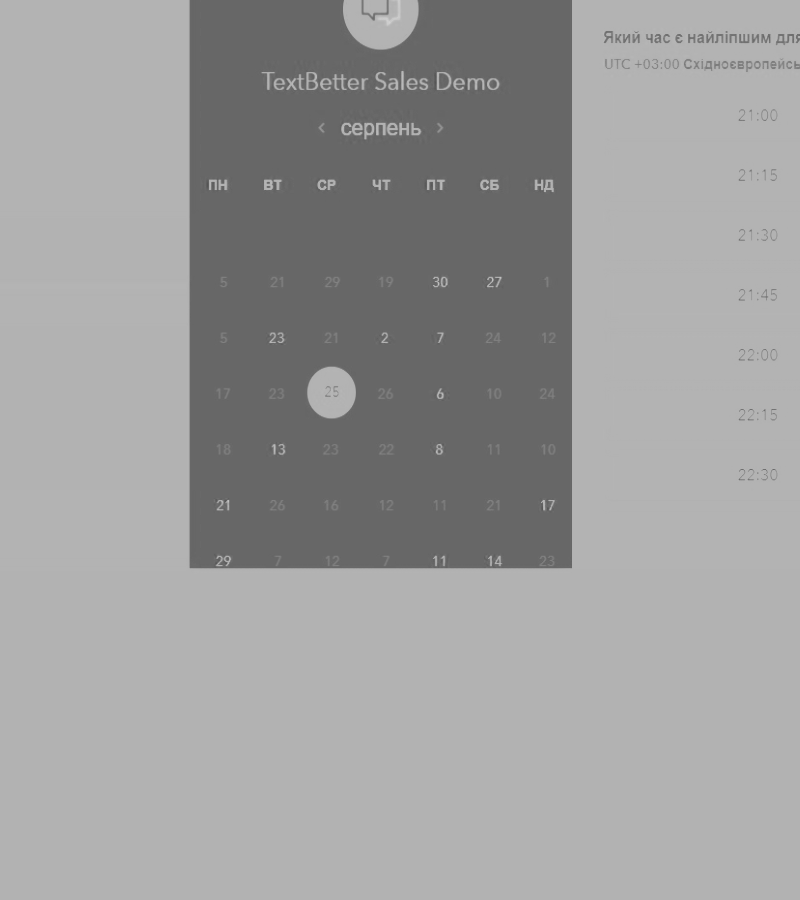 TextBetter Sales Demo
серпень
ПН ВТ СР ЧТ ПТ СБ НД
5 21 29 19 30 27 1
5 23 21 2 7 24 12
17 23 25 26 6 10 24
18 13 23 22 8 11 10
21 26 16 12 11 21 17
29 7 12 7 11 14 23
Який час є найліпшим для
UTC +03:00 Східноєвропейсь
21:00
21:15
21:30
21:45
22:00
22:15
22:30